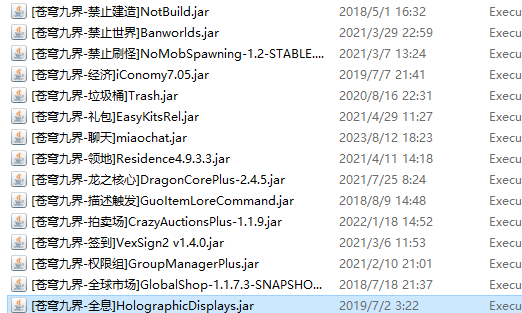 [苍穹九界-禁止建造]NotBuild.jar 2018/5/1 16:32 Execu
[苍穹九界-禁止世界]Banworlds.jar 2021/3/29 22:59 Execu
[苍穹九界-禁止刷怪]NoMobSpawning-1.2-STABLE.... 2021/3/7 13:24 Execu
[苍穹九界-经济]iConomy7.05.jar 2019/7/7 21:41 Execu
[苍穹九界-垃圾桶]Trash.jar 2020/8/16 22:31 Execu
[苍穹九界-礼包]EasyKitsRel.jar 2021/4/29 11:27 Execu
[苍穹九界-聊天]miaochat.jar 2023/8/12 18:23 Execu
[苍穹九界-领地]Residence4.9.3.3.jar 2021/4/11 14:18 Execu
[苍穹九界-龙之核心]DragonCorePlus-2.4.5.jar 2021/7/25 8:24 Execu
[苍穹九界-描述触发]GuoItemLoreCommand.jar 2018/8/9 14:48 Execu
[苍穹九界-拍卖场]CrazyAuctionsPlus-1.1.9.jar 2022/1/18 14:52 Execu
[苍穹九界-签到]VexSign2 v1.4.0.jar 2021/3/6 11:53 Execu
[苍穹九界-权限组]GroupManagerPlus.jar 2021/2/10 21:01 Execu
[苍穹九界-全球市场]GlobalShop-1.1.7.3-SNAPSHO... 2018/7/18 21:37 Execu
[苍穹九界-全息]HolographicDisplays.jar 2019/7/2 3:22 Execu